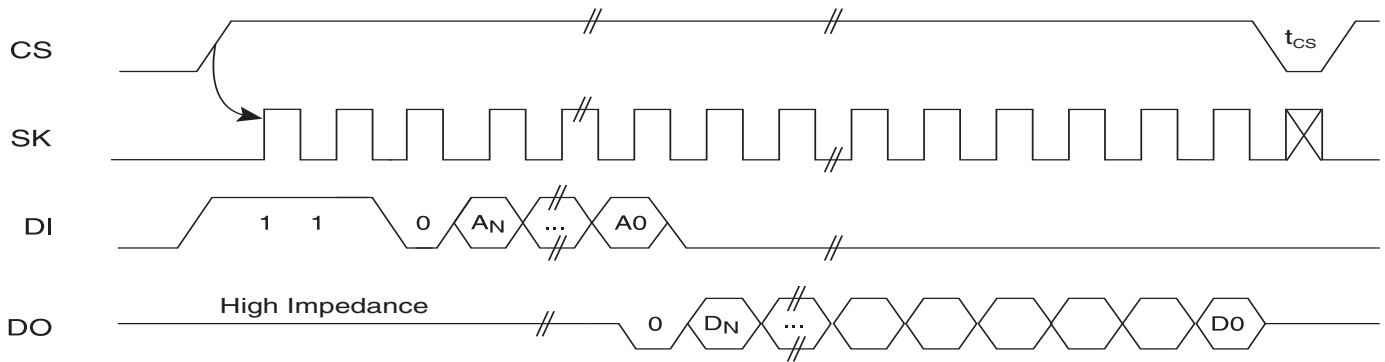 CS tCS
SK
DI 1 1 0 AN ... A0
High Impedance
DO 0 DN ... D0